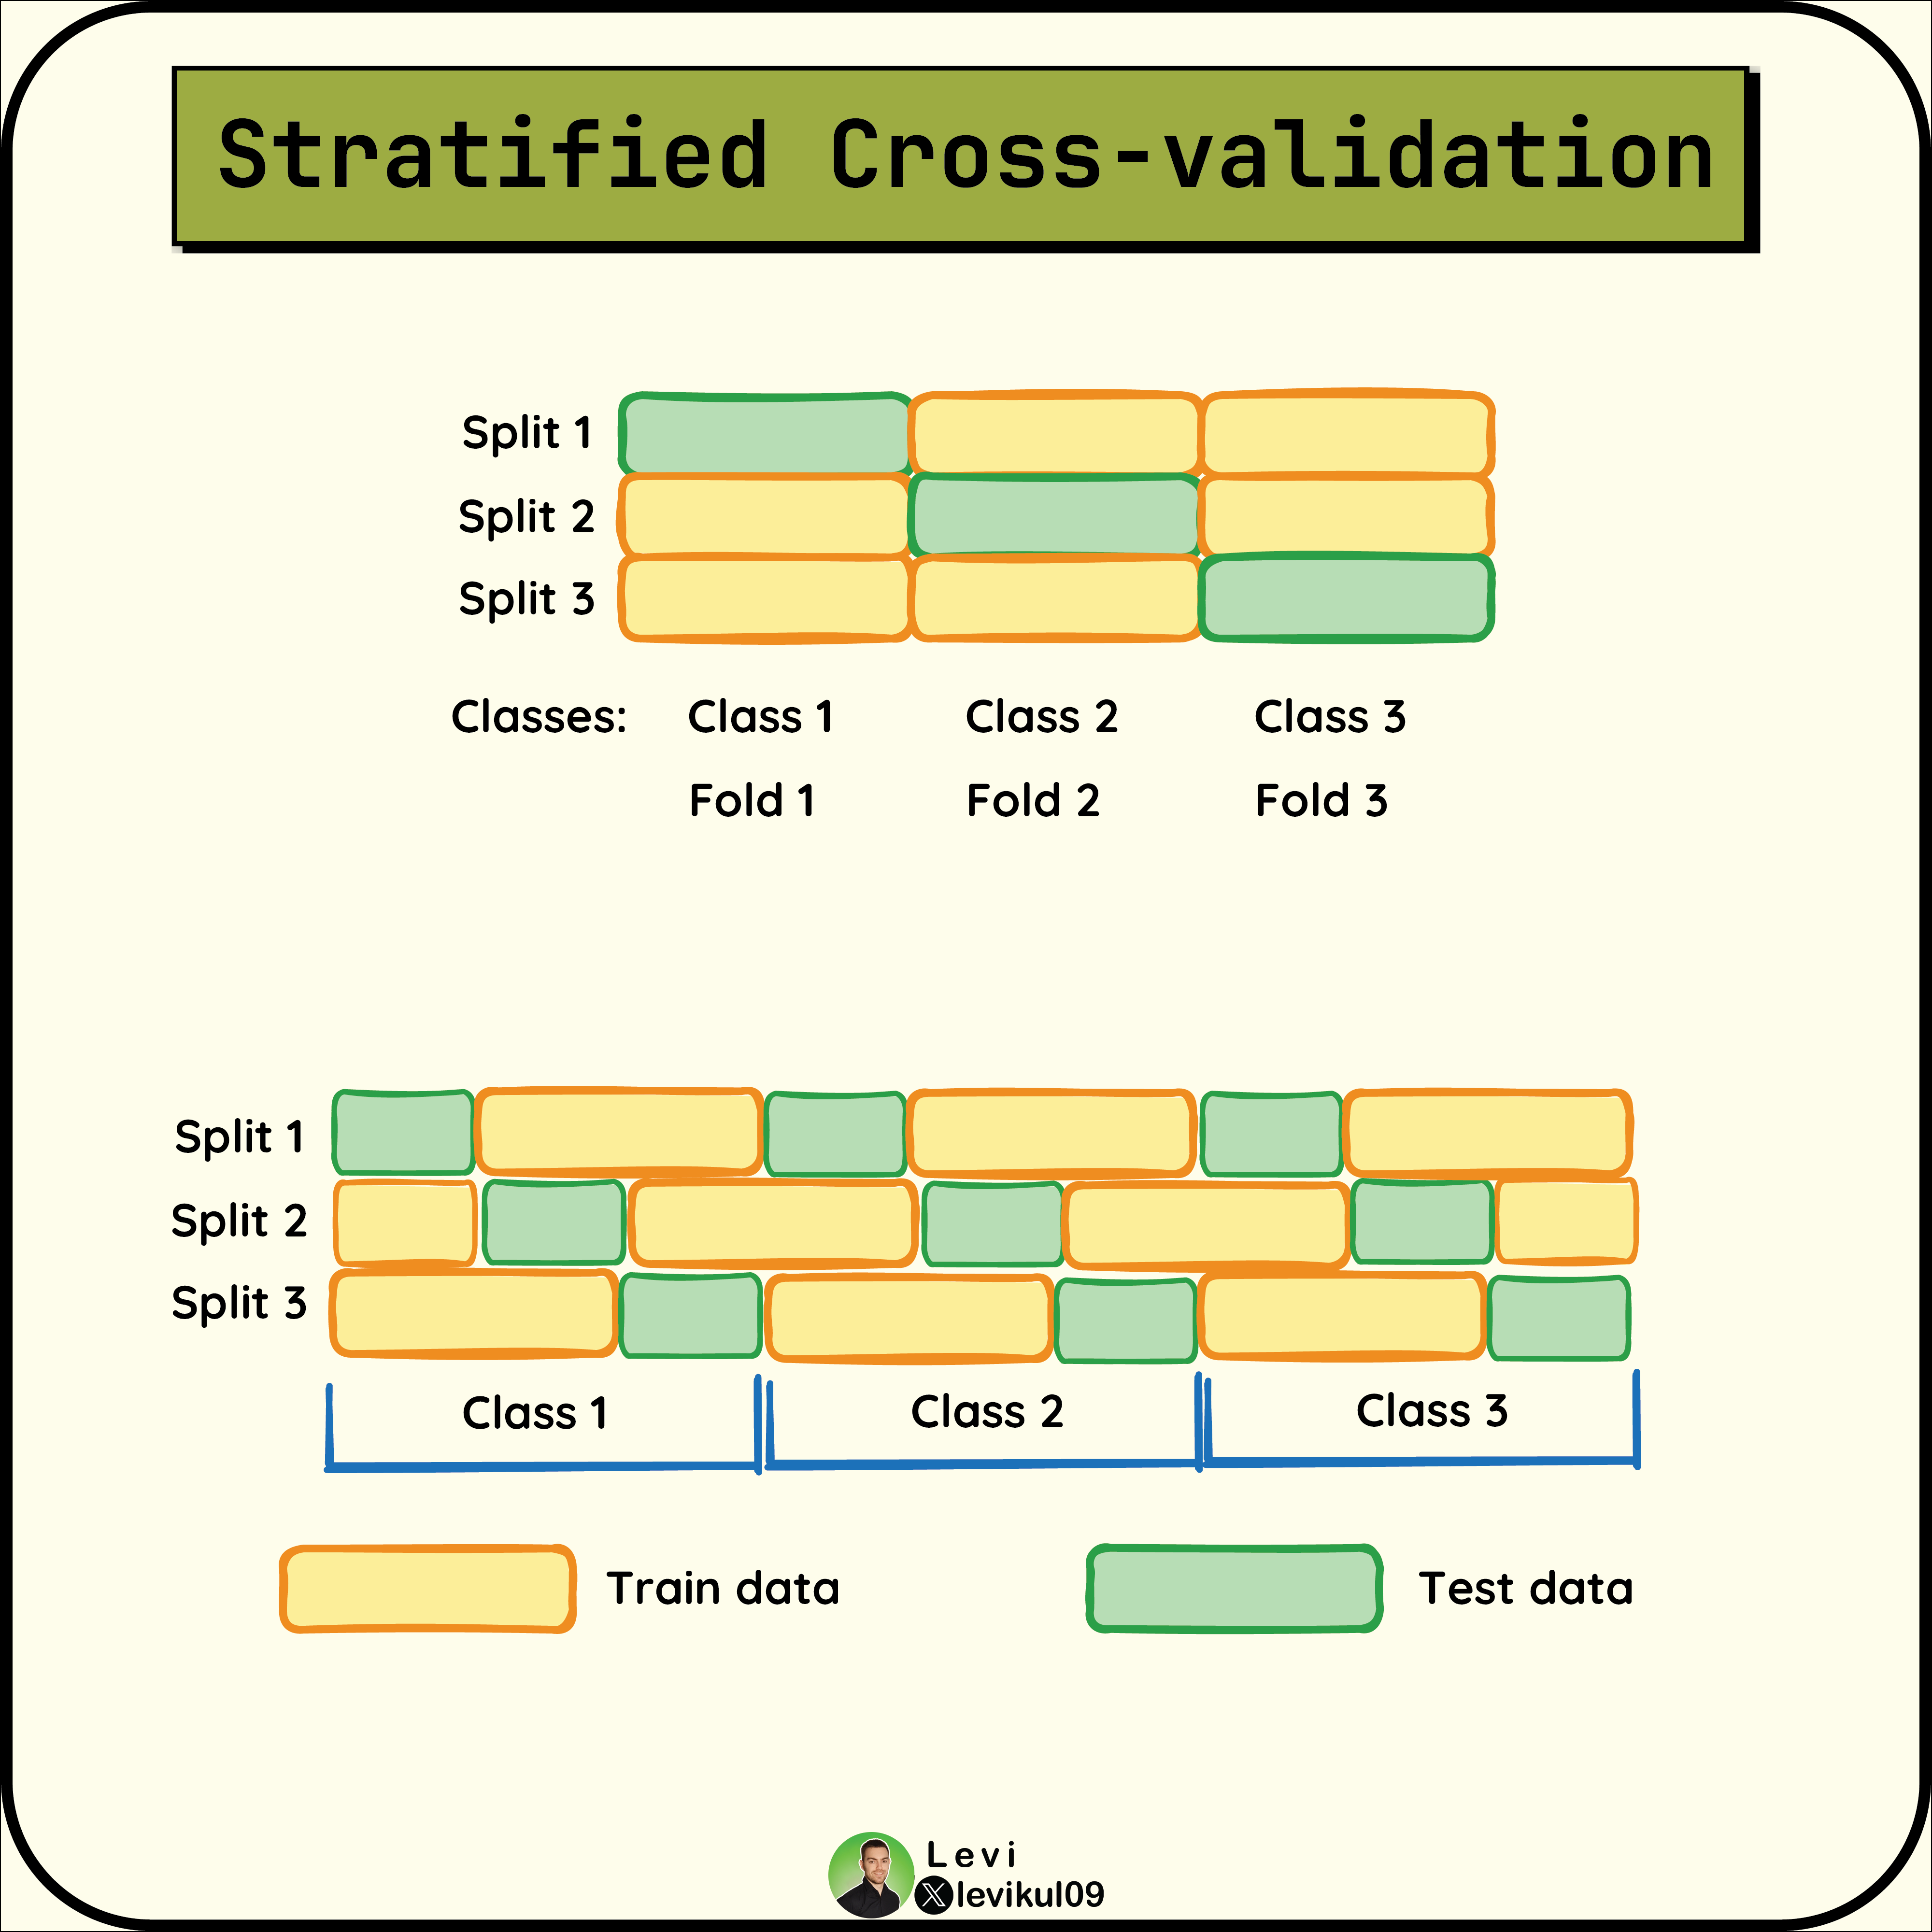 Stratified Cross-validation
Split 1
Split 2
Split 3
Classes: Class 1 Class 2 Class 3
Fold 1 Fold 2 Fold 3
Split 1
Split 2
Split 3
Class 1 Class 2 Class 3
Train data Test data
Levi
levikul09